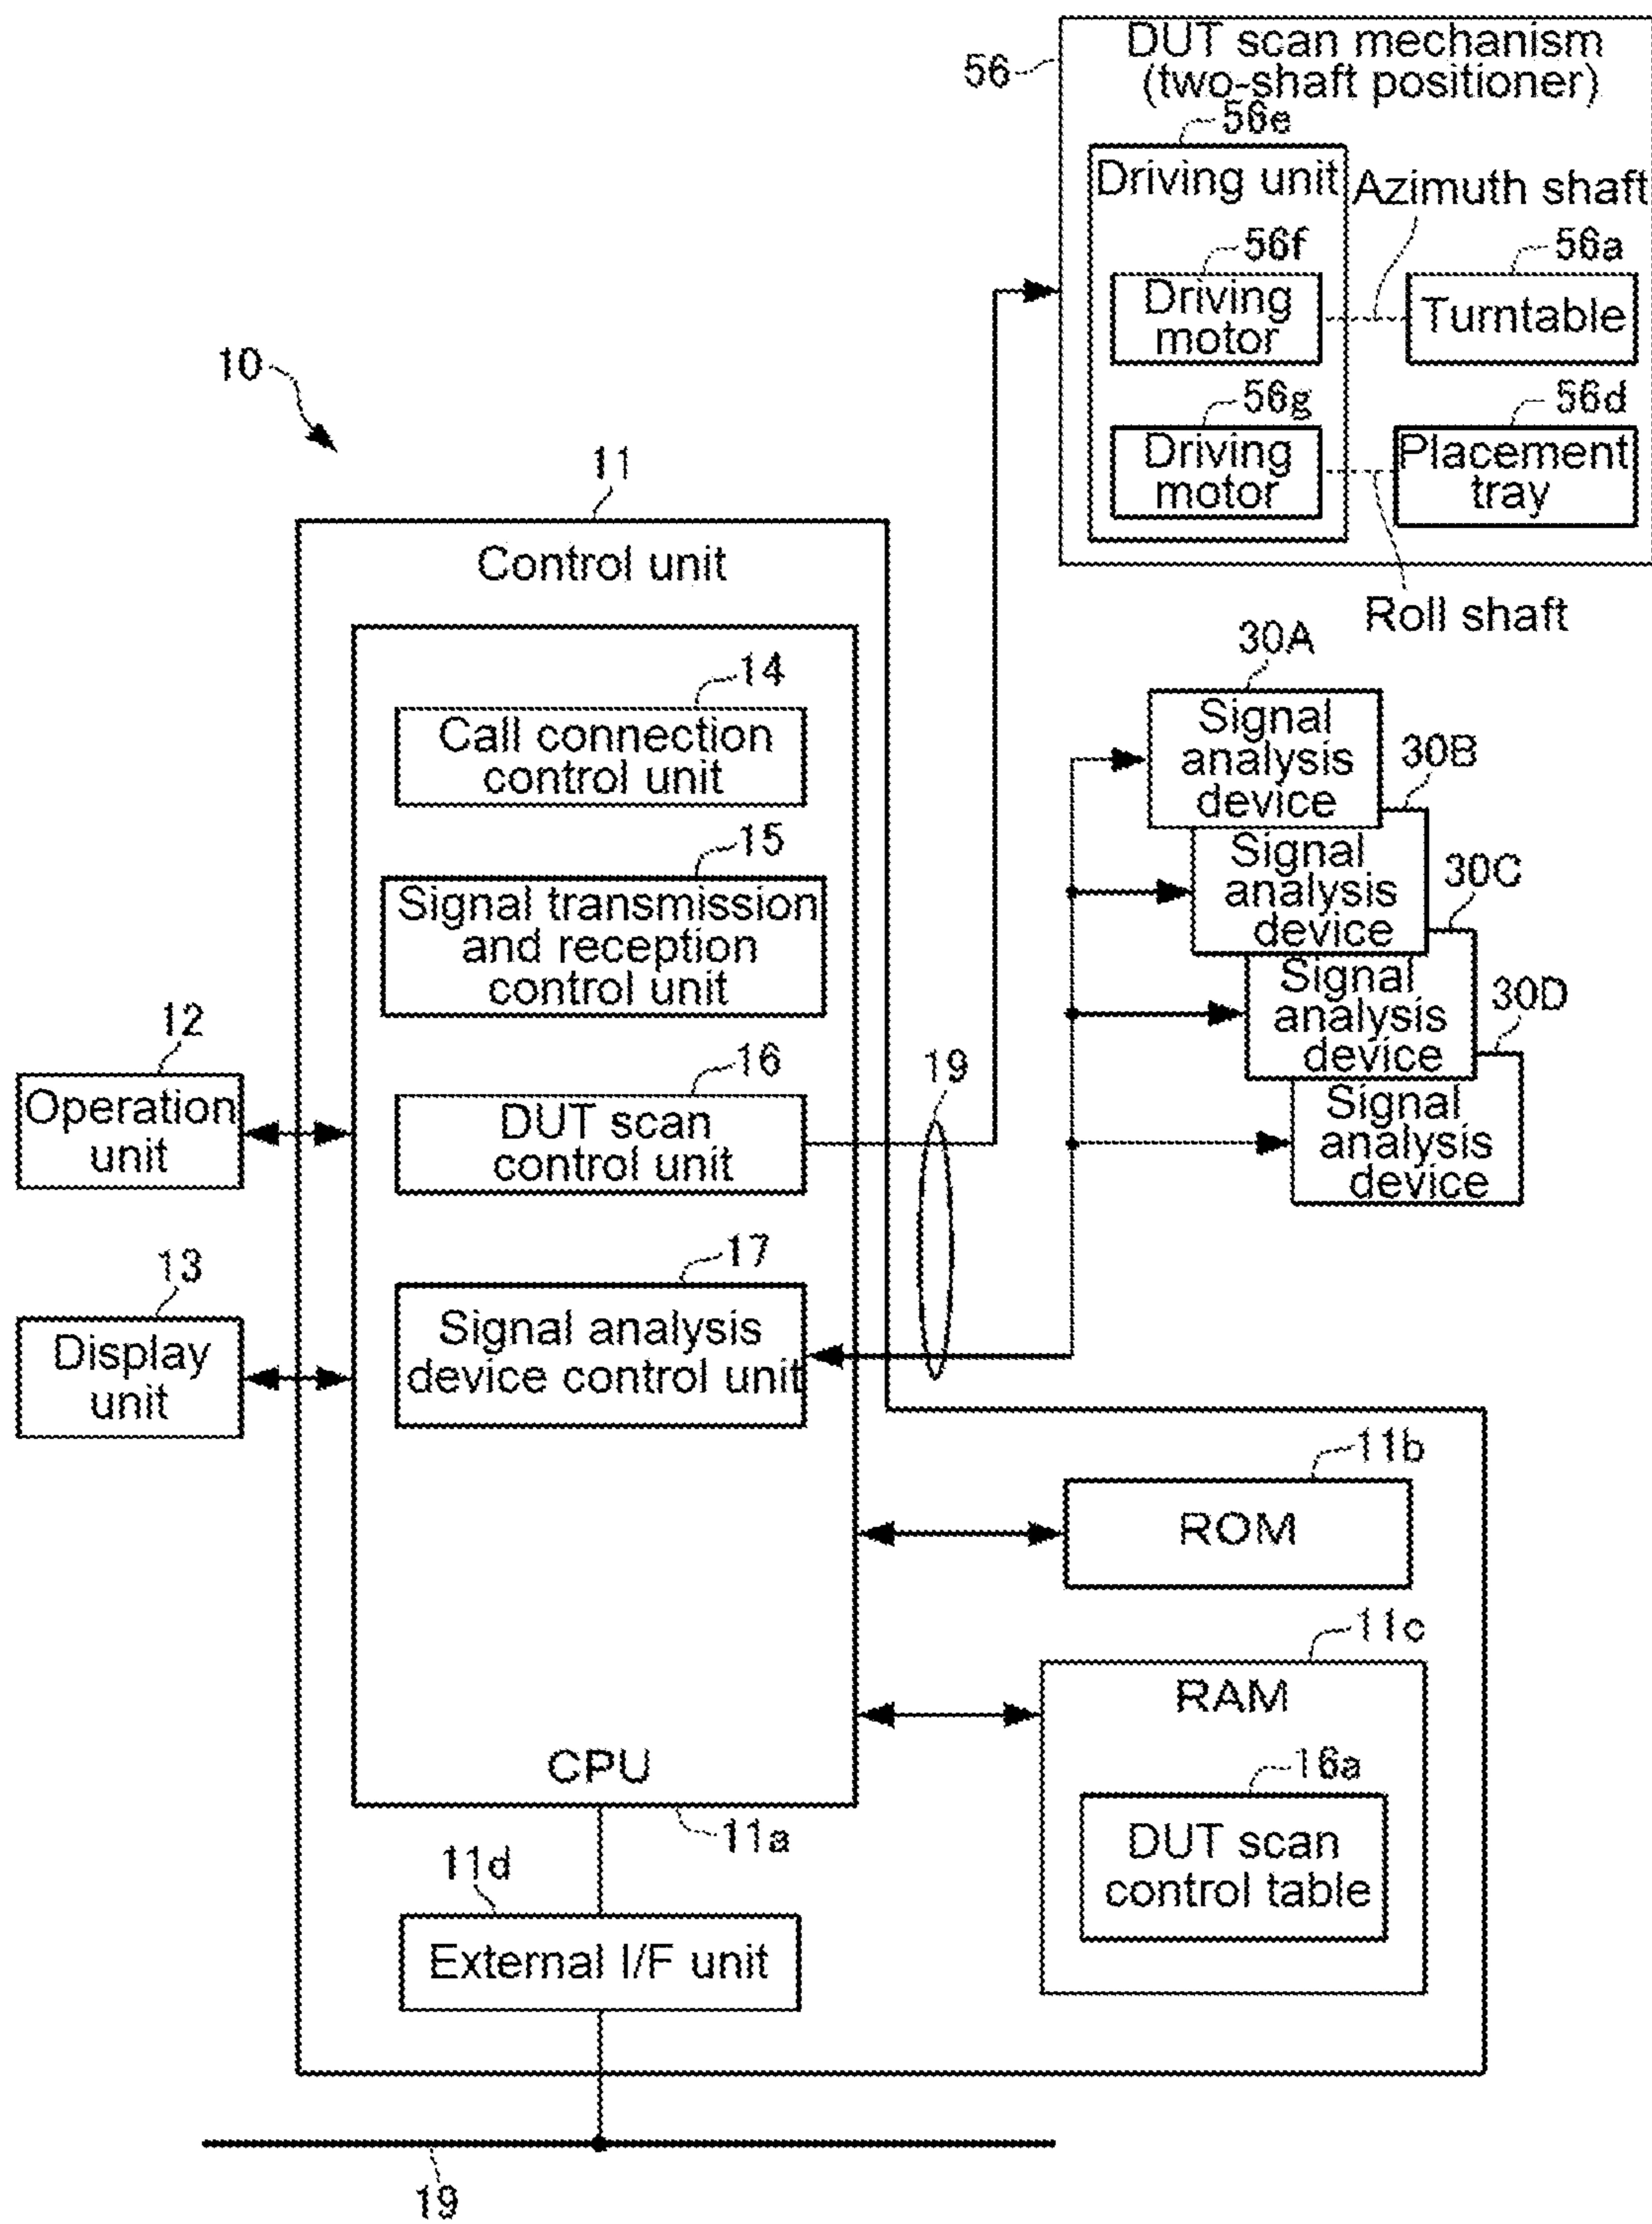 56
DUT scan mechanism
(two-shaft positioner)
56e
Driving unit
Azimuth shaft
56f
Driving
motor
56a
Turntable
56g
Driving
motor
56d
Placement
tray
Roll shaft
10
11
Control unit
14
Call connection
control unit
15
Signal transmission
and reception
control unit
16
DUT scan
control unit
17
Signal analysis
device control unit
19
30A
Signal
analysis
device
30B
Signal
analysis
device
30C
Signal
analysis
device
30D
Signal
analysis
device
12
Operation
unit
13
Display
unit
11b
ROM
11c
RAM
16a
DUT scan
control table
CPU
11a
11d
External I/F unit
19